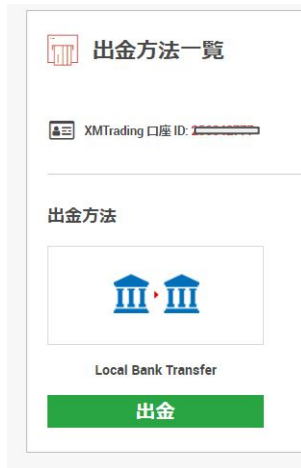 出金方法一覧
XMTrading 口座 ID:
出金方法
Local Bank Transfer
出金